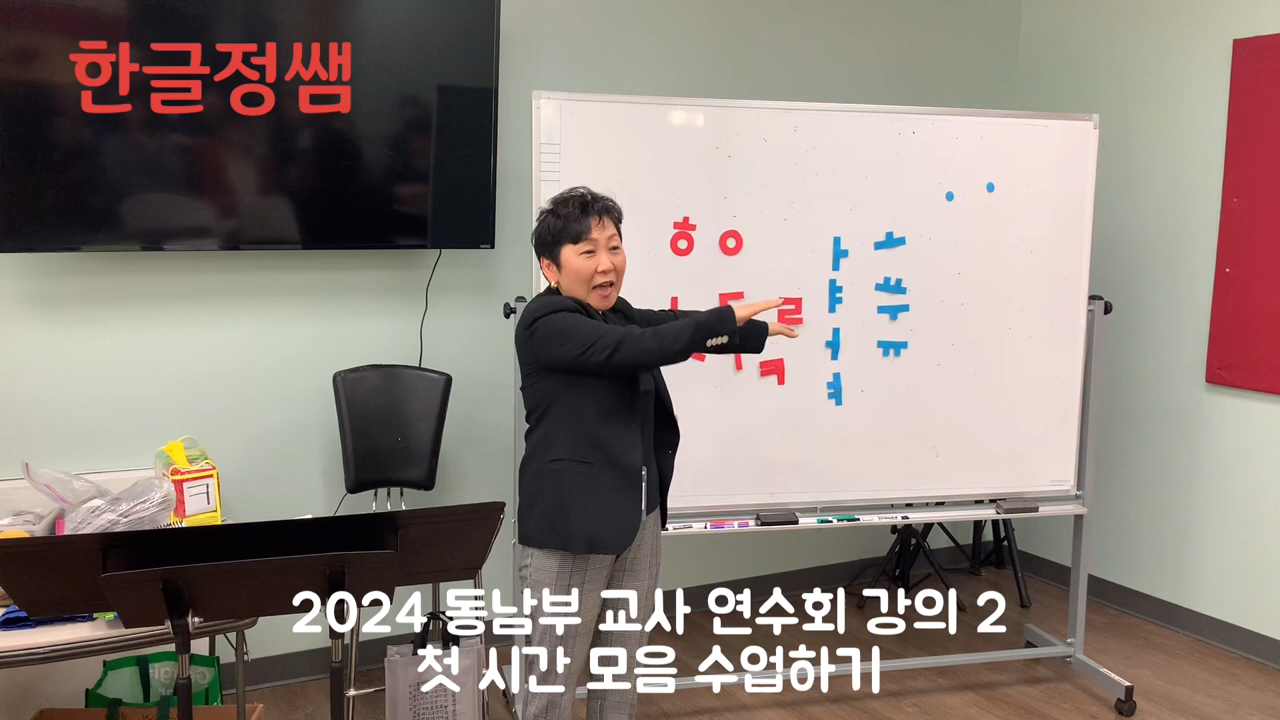 한글정쌤
2024 동남부 교사 연수회 강의 2
첫 시간 모음 수업하기
ㅎ ㅇ
ㄹ
ㅋ
ㅏ ㅗ
ㅑ ㅛ
ㅜ
ㅓ ㅠ
ㅕ